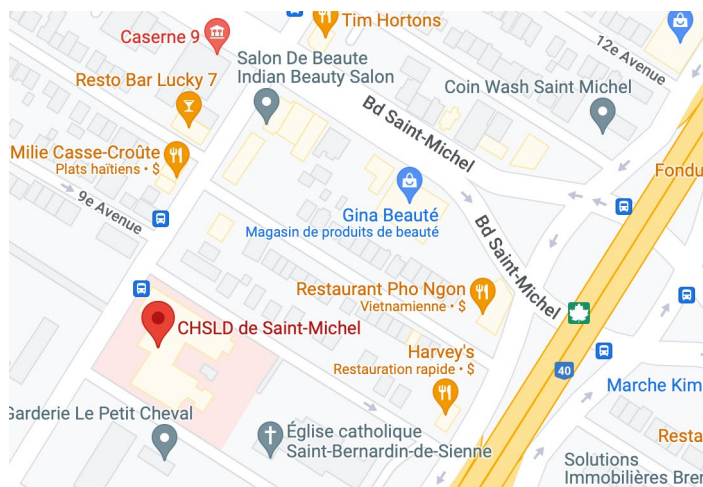 Tim Hortons
Caserne 9
12e Avenue
Salon De Beaute
Indian Beauty Salon
Resto Bar Lucky 7
Coin Wash Saint Michel
Bd Saint-Michel
Milie Casse-Croûte
Plats haïtiens • $
Fondu
9e Avenue
Gina Beauté
Magasin de produits de beauté
Bd Saint-Michel
Restaurant Pho Ngon
Vietnamienne • $
CHSLD de Saint-Michel
Harvey's
Restauration rapide • $
40
Marche Kim
Garderie Le Petit Cheval
Église catholique
Saint-Bernardin-de-Sienne
Resta
Solutions
Immobilières Bren